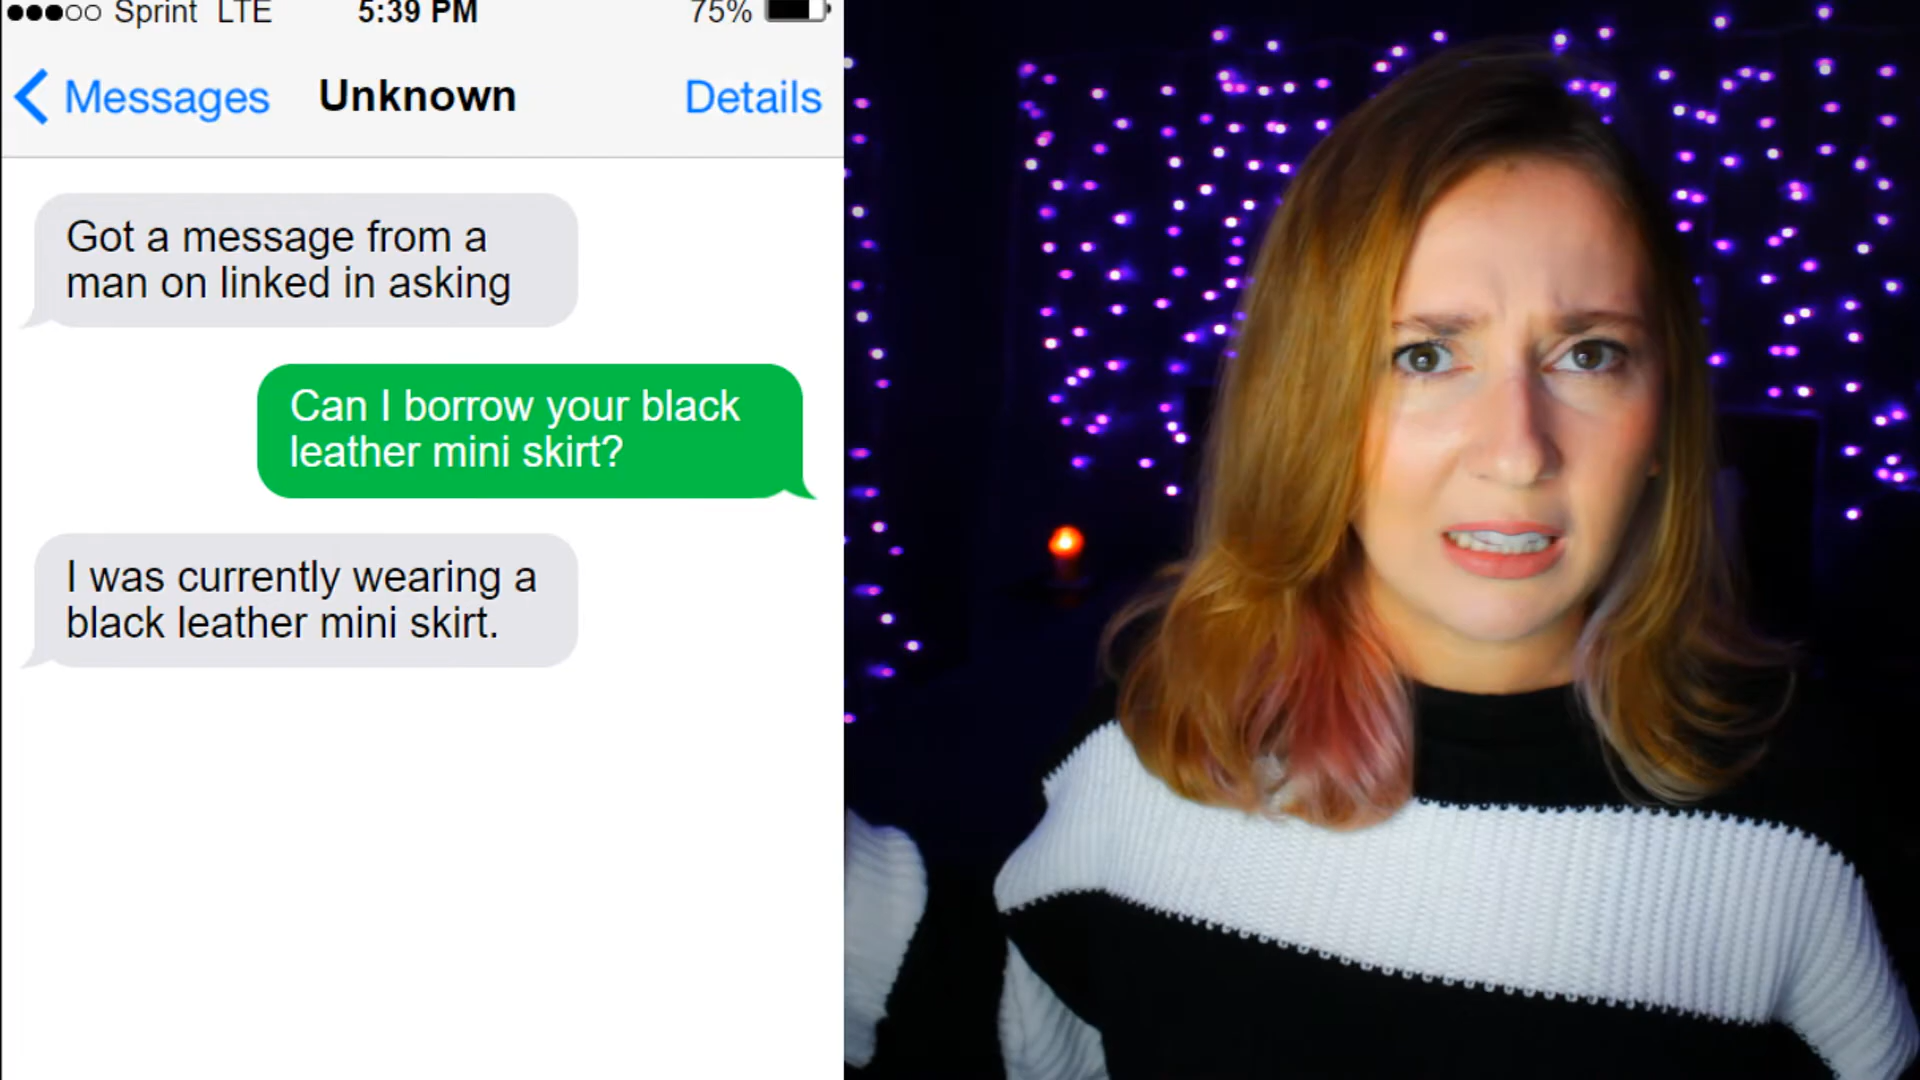 Sprint LTE 5:39 PM 75%
Messages Unknown Details
Got a message from a
man on linked in asking
Can I borrow your black
leather mini skirt?
I was currently wearing a
black leather mini skirt.